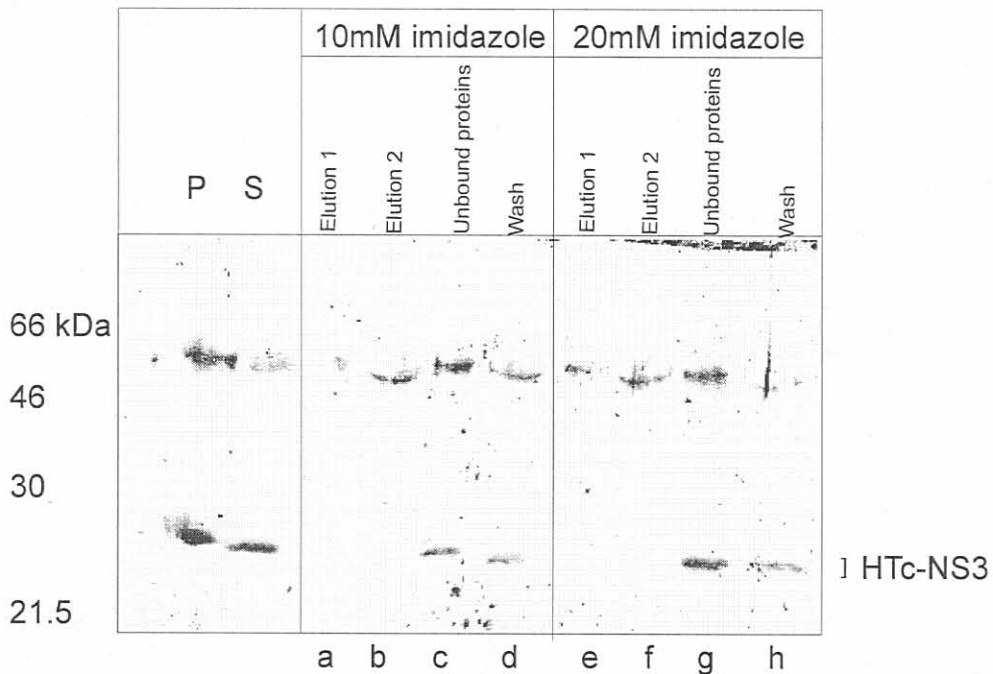 10mM imidazole 20mM imidazole
P S Elution 1 Elution 2 Unbound proteins Wash Elution 1 Elution 2 Unbound proteins Wash
66 kDa
46
30
] HTc-NS3
21.5
a b c d e f g h